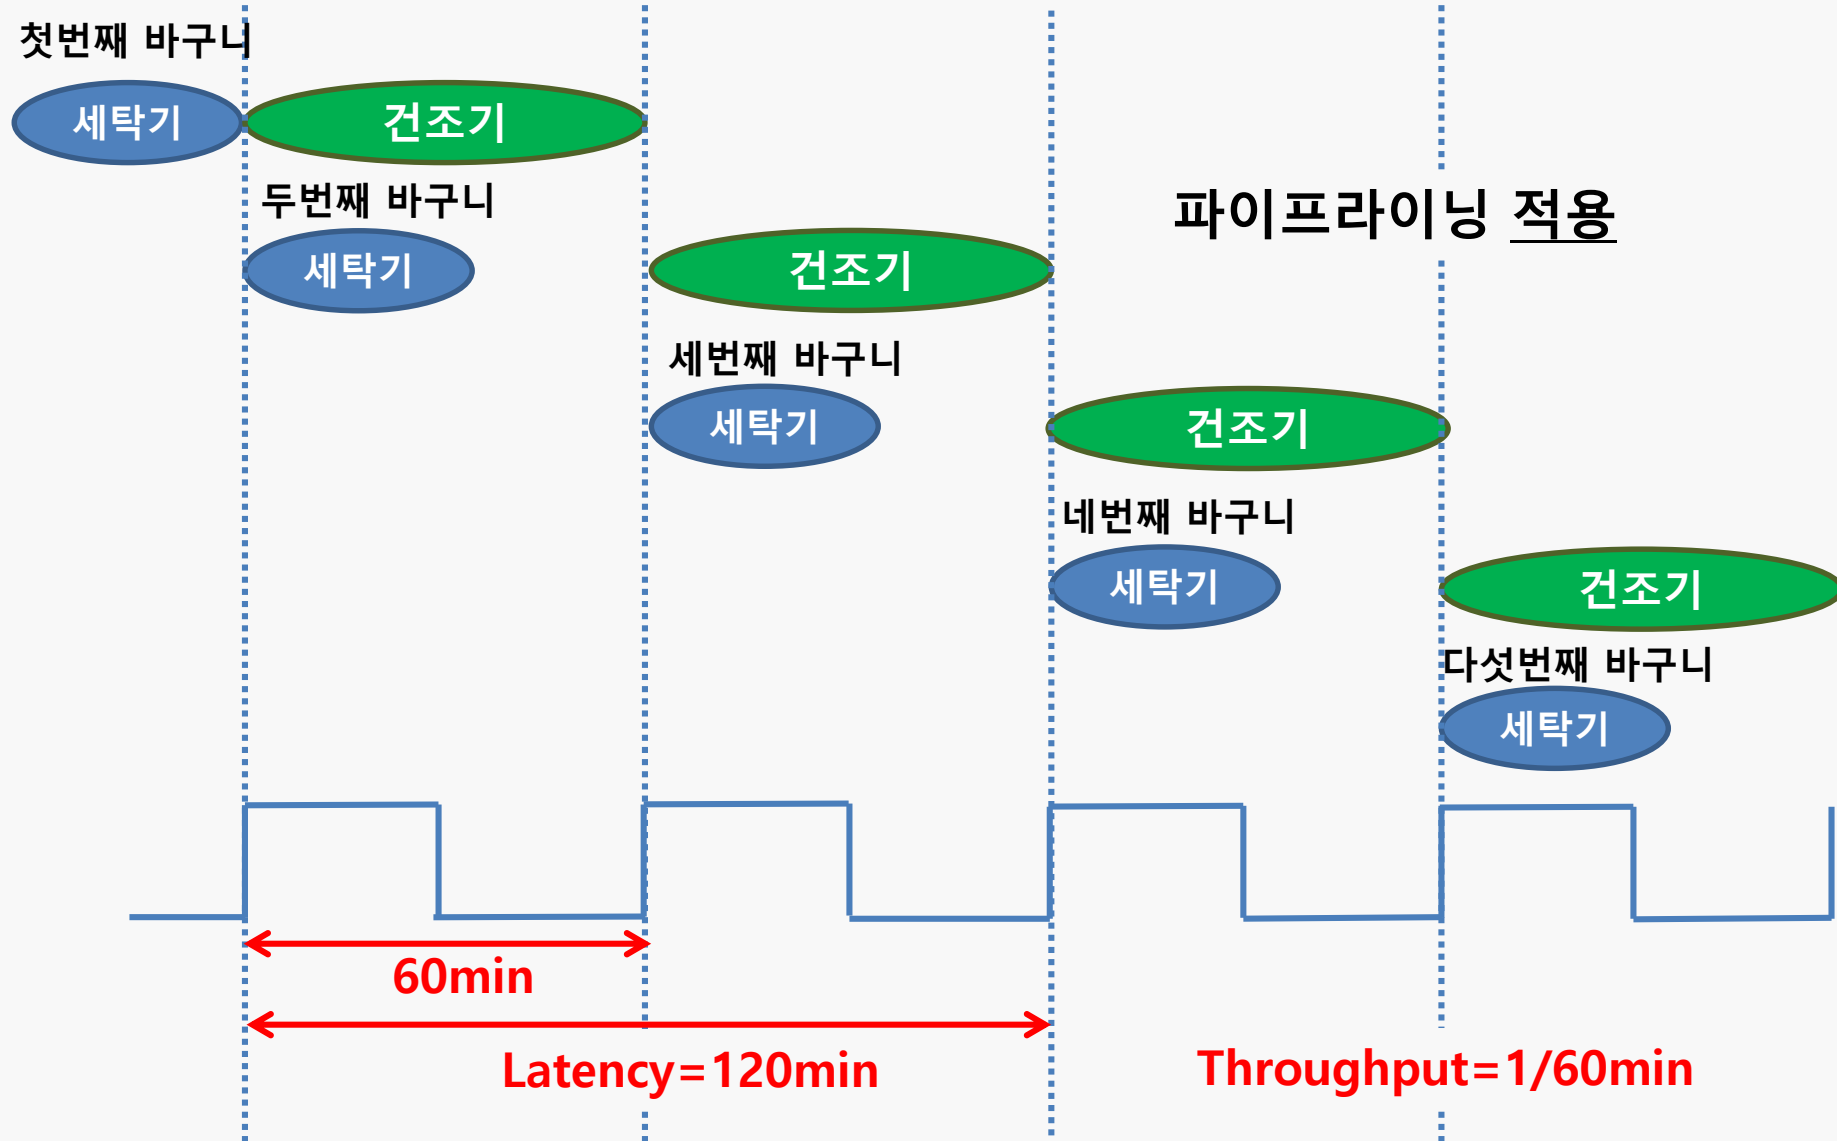 첫번째 바구니
세탁기
건조기
두번째 바구니
세탁기
건조기
파이프라이닝 적용
세번째 바구니
세탁기
건조기
네번째 바구니
세탁기
건조기
다섯번째 바구니
세탁기
60min
Latency=120min
Throughput=1/60min